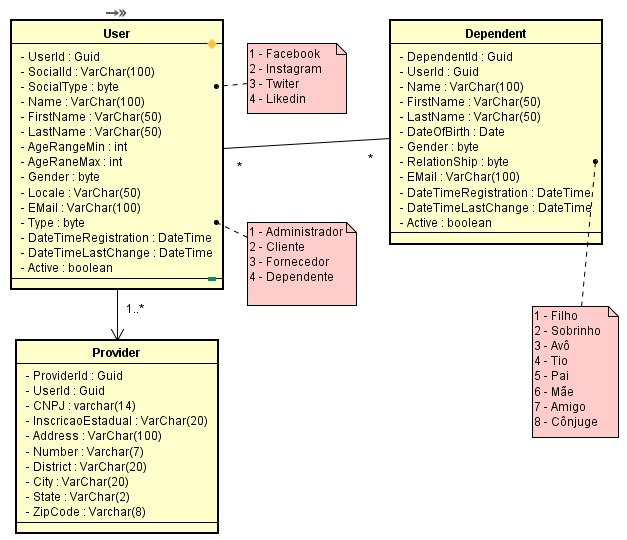 User
- UserId : Guid
- SocialId : VarChar(100)
- SocialType : byte
- Name : VarChar(100)
- FirstName : VarChar(50)
- LastName : VarChar(50)
- AgeRangeMin : int
- AgeRaneMax : int
- Gender : byte
- Locale : VarChar(50)
- EMail : VarChar(100)
- Type : byte
- DateTimeRegistration : DateTime
- DateTimeLastChange : DateTime
- Active : boolean
1 - Facebook
2 - Instagram
3 - Twiter
4 - Likedin
Dependent
- DependentId : Guid
- UserId : Guid
- Name : VarChar(100)
- FirstName : VarChar(50)
- LastName : VarChar(50)
- DateOfBirth : Date
- Gender : byte
- RelationShip : byte
- EMail : VarChar(100)
- DateTimeRegistration : DateTime
- DateTimeLastChange : DateTime
- Active : boolean
*
*
1 - Administrador
2 - Cliente
3 - Fornecedor
4 - Dependente
1..*
1 - Filho
2 - Sobrinho
3 - Avô
4 - Tio
5 - Pai
6 - Mãe
7 - Amigo
8 - Cônjuge
Provider
- ProviderId : Guid
- UserId : Guid
- CNPJ : varchar(14)
- InscricaoEstadual : VarChar(20)
- Address : VarChar(100)
- Number : Varchar(7)
- District : VarChar(20)
- City : VarChar(20)
- State : VarChar(2)
- ZipCode : Varchar(8)